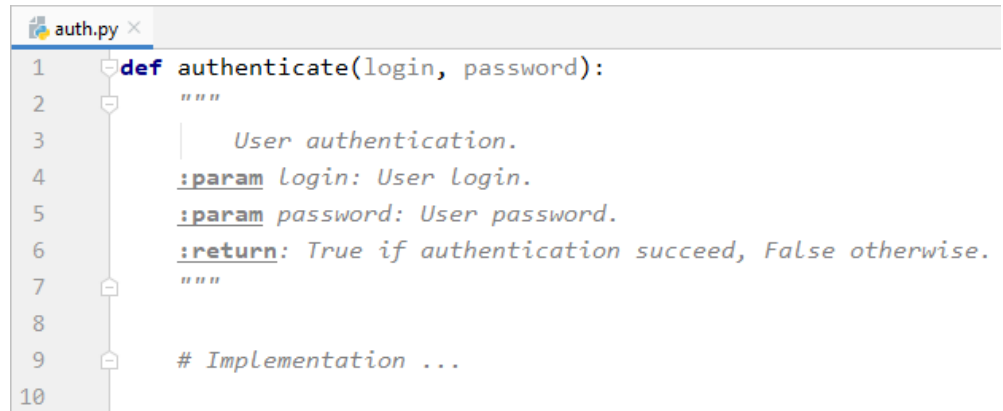 auth.py
1 def authenticate(login, password):
2 """
3 User authentication.
4 :param login: User login.
5 :param password: User password.
6 :return: True if authentication succeed, False otherwise.
7 """
8
9 # Implementation ...
10